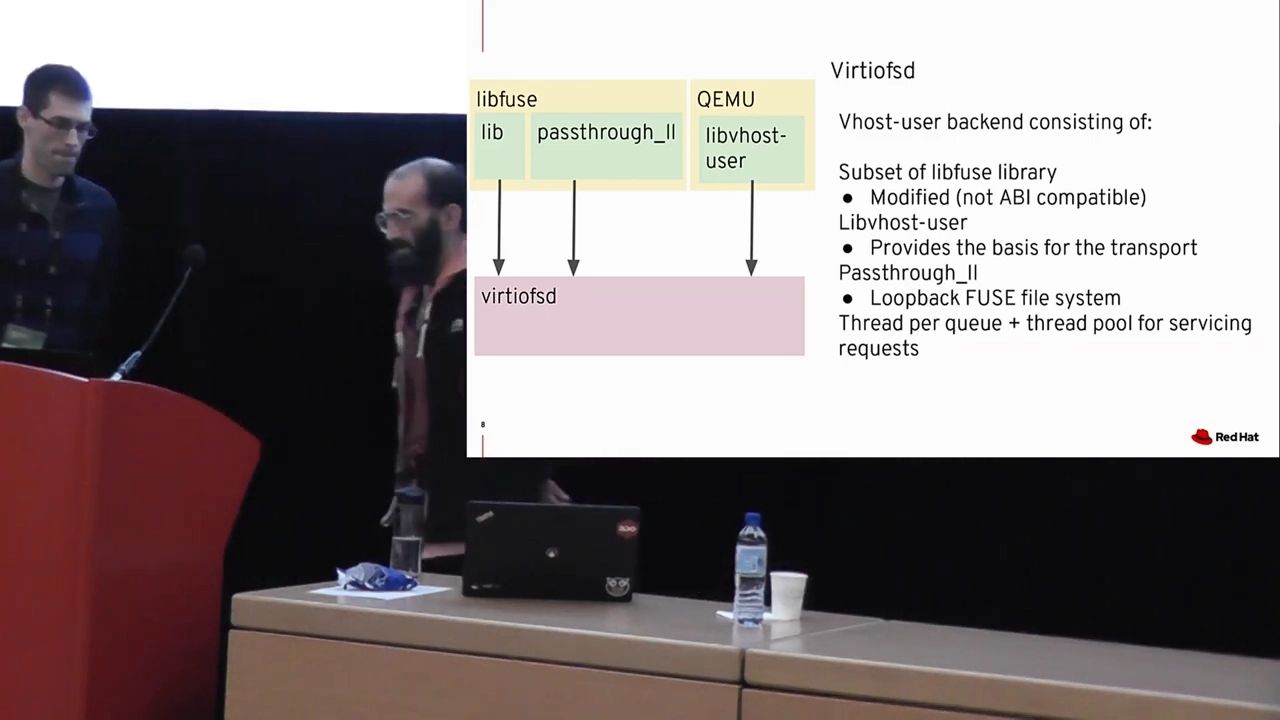 libfuse
lib
passthrough_ll
QEMU
libvhost-
user
virtiofsd
Virtiofsd
Vhost-user backend consisting of:
Subset of libfuse library
● Modified (not ABI compatible)
Libvhost-user
● Provides the basis for the transport
Passthrough_ll
● Loopback FUSE file system
Thread per queue + thread pool for servicing
requests
8
Red Hat